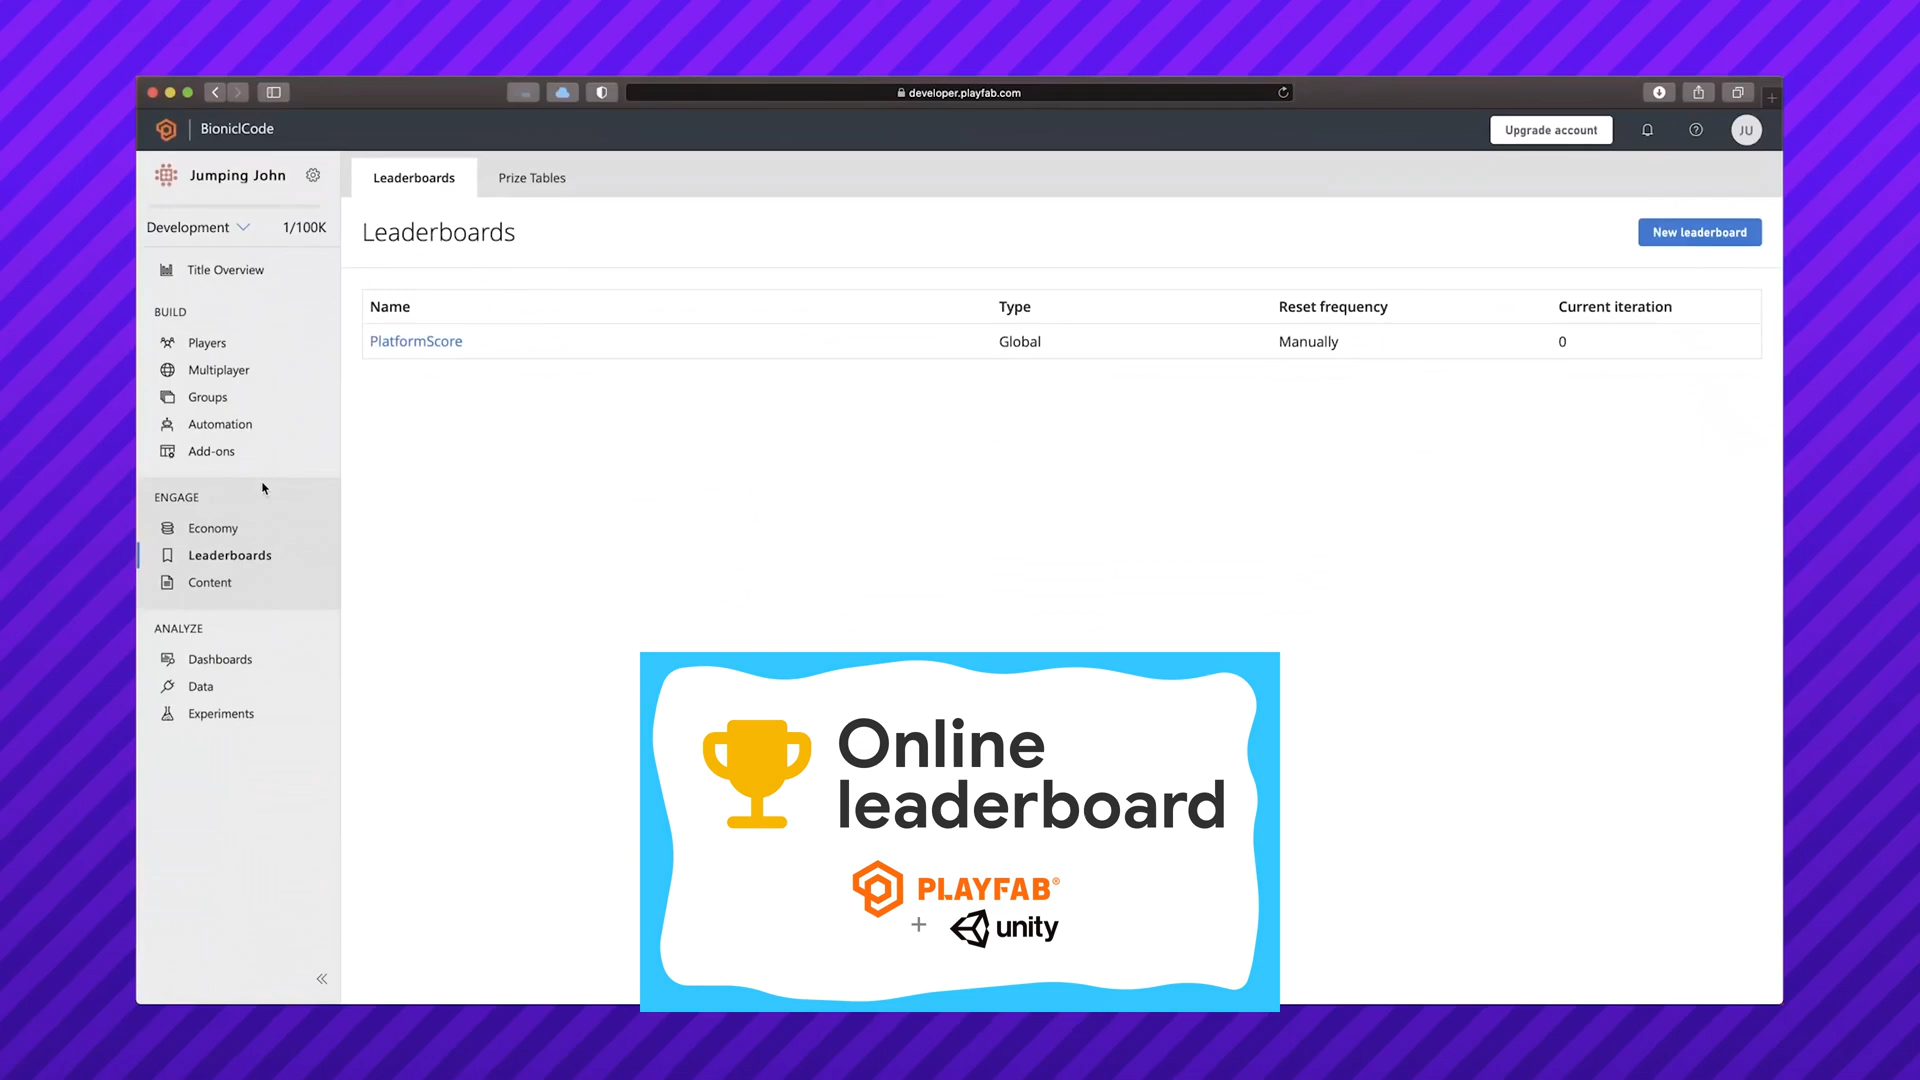 developer.playfab.com
BioniclCode
Upgrade account
JU
Jumping John
Leaderboards
Prize Tables
Development
1/100K
Leaderboards
New leaderboard
Title Overview
Name
Type
Reset frequency
Current iteration
PlatformScore
Global
Manually
0
BUILD
Players
Multiplayer
Groups
Automation
Add-ons
ENGAGE
Economy
Leaderboards
Content
ANALYZE
Dashboards
Data
Experiments
Online
leaderboard
PLAYFAB®
+ unity